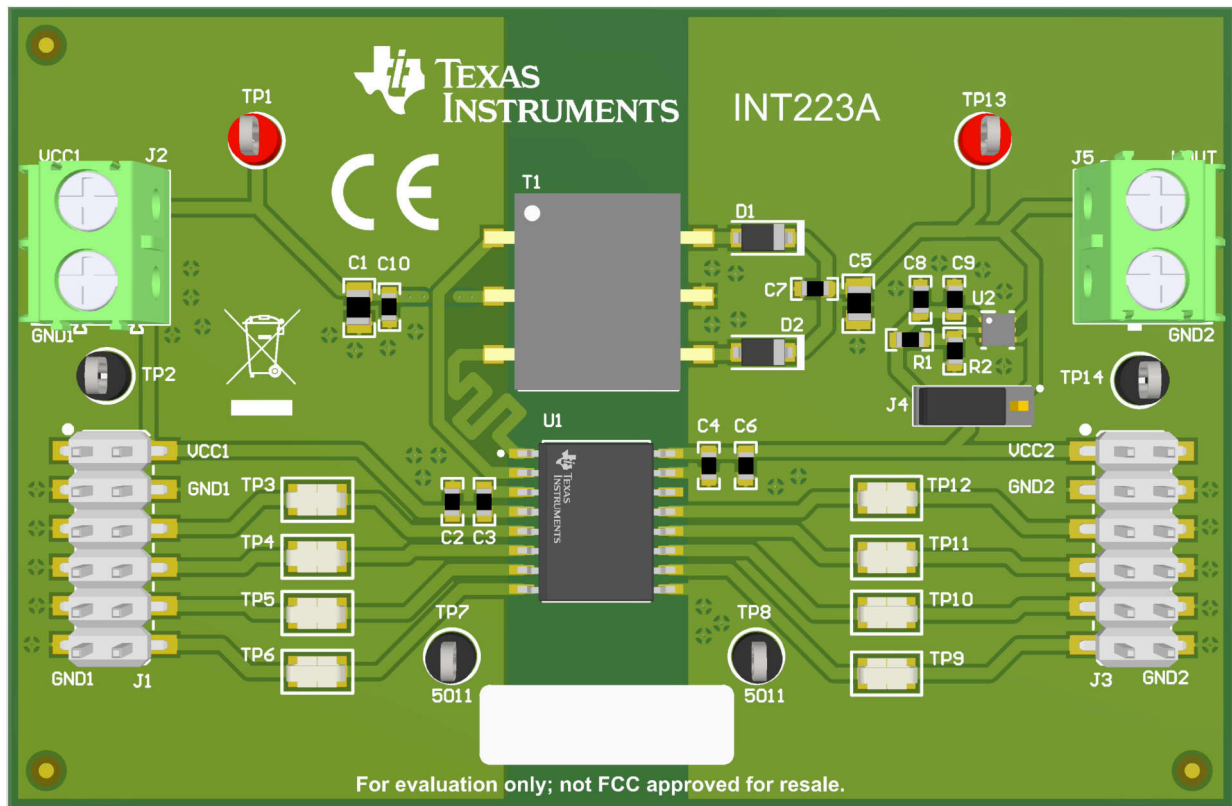 TEXAS
INSTRUMENTS
INT223A
TP1
TP13
VCC1
J2
J5
T1
D1
C1
C10
C7
C5
C8
C9
U2
GND1
GND2
D2
R1
R2
TP2
TP14
J4
U1
C4
C6
VCC1
VCC2
GND1
TP3
TP12
GND2
TEXAS
INSTRUMENTS
C2
C3
TP4
TP11
TP5
TP10
TP7
TP8
TP6
TP9
GND1
J1
5011
5011
J3
GND2
For evaluation only; not FCC approved for resale.